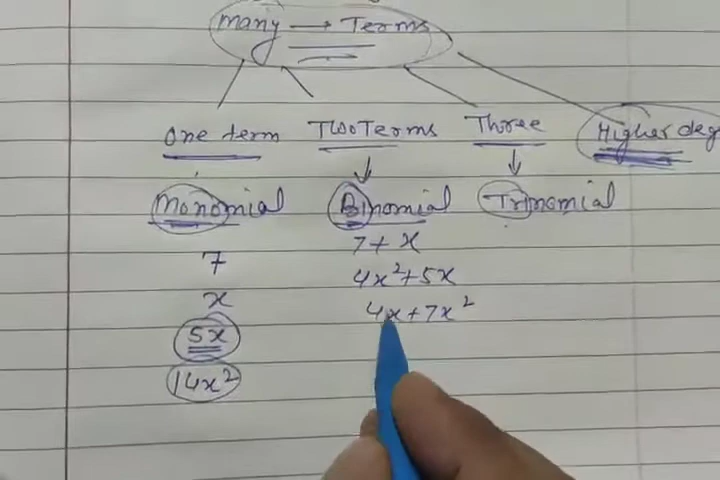 Many → Terms
One term Two Terms Three Higher deg
Monomial Binomial Trinomial
7 7 + x
x 4x² + 5x
5x 4x + 7x²
14x²